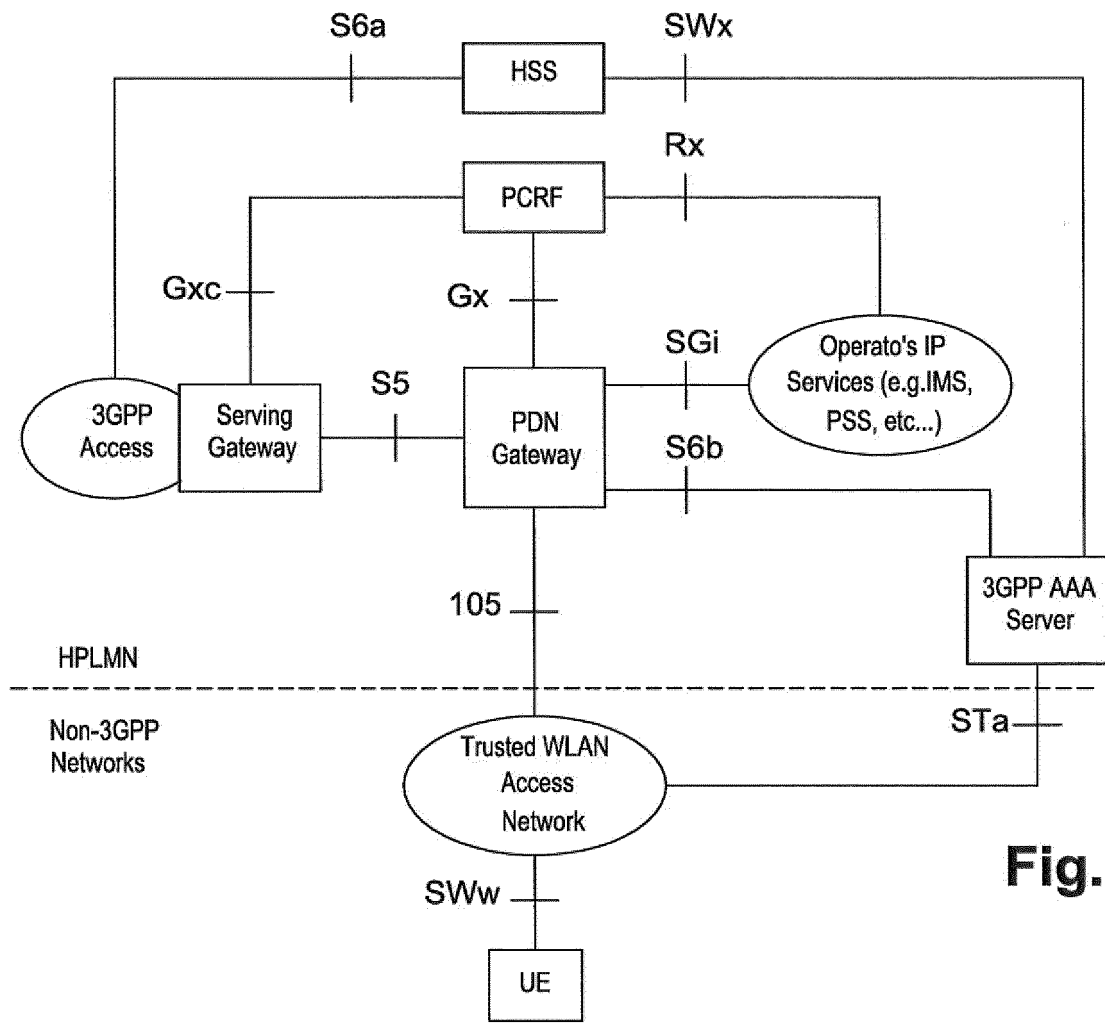 S6a
SWx
HSS
Rx
PCRF
Gxc
Gx
SGi
Operato's IP
Services (e.g.IMS,
PSS, etc...)
S5
3GPP
Access
Serving
Gateway
PDN
Gateway
S6b
105
3GPP AAA
Server
HPLMN
Non-3GPP
Networks
STa
Trusted WLAN
Access
Network
Fig.
SWw
UE